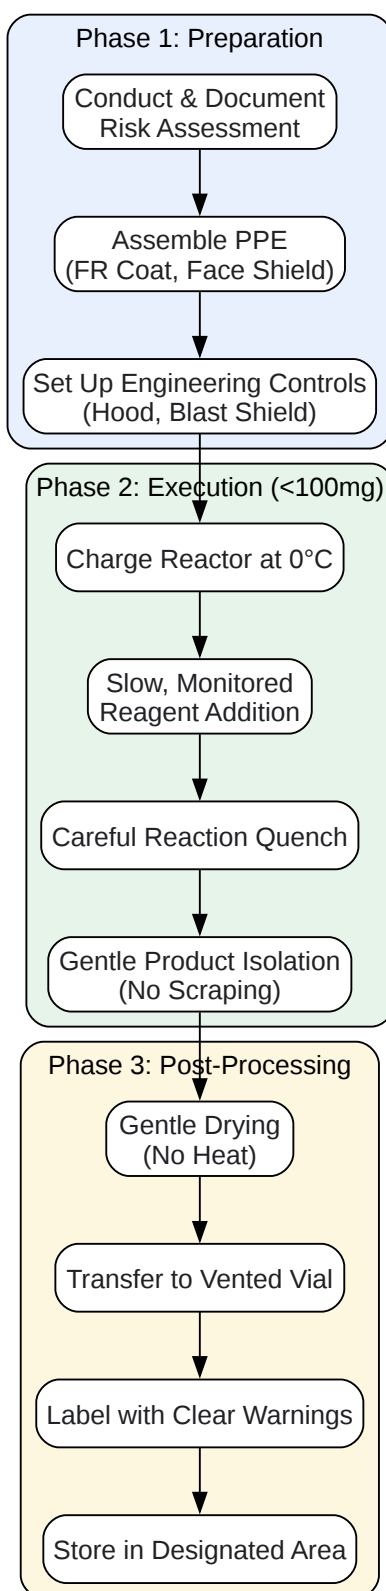 Phase 1: Preparation
Conduct & Document
Risk Assessment
Assemble PPE
(FR Coat, Face Shield)
Set Up Engineering Controls
(Hood, Blast Shield)
Phase 2: Execution (<100mg)
Charge Reactor at 0°C
Slow, Monitored
Reagent Addition
Careful Reaction Quench
Gentle Product Isolation
(No Scraping)
Phase 3: Post-Processing
Gentle Drying
(No Heat)
Transfer to Vented Vial
Label with Clear Warnings
Store in Designated Area